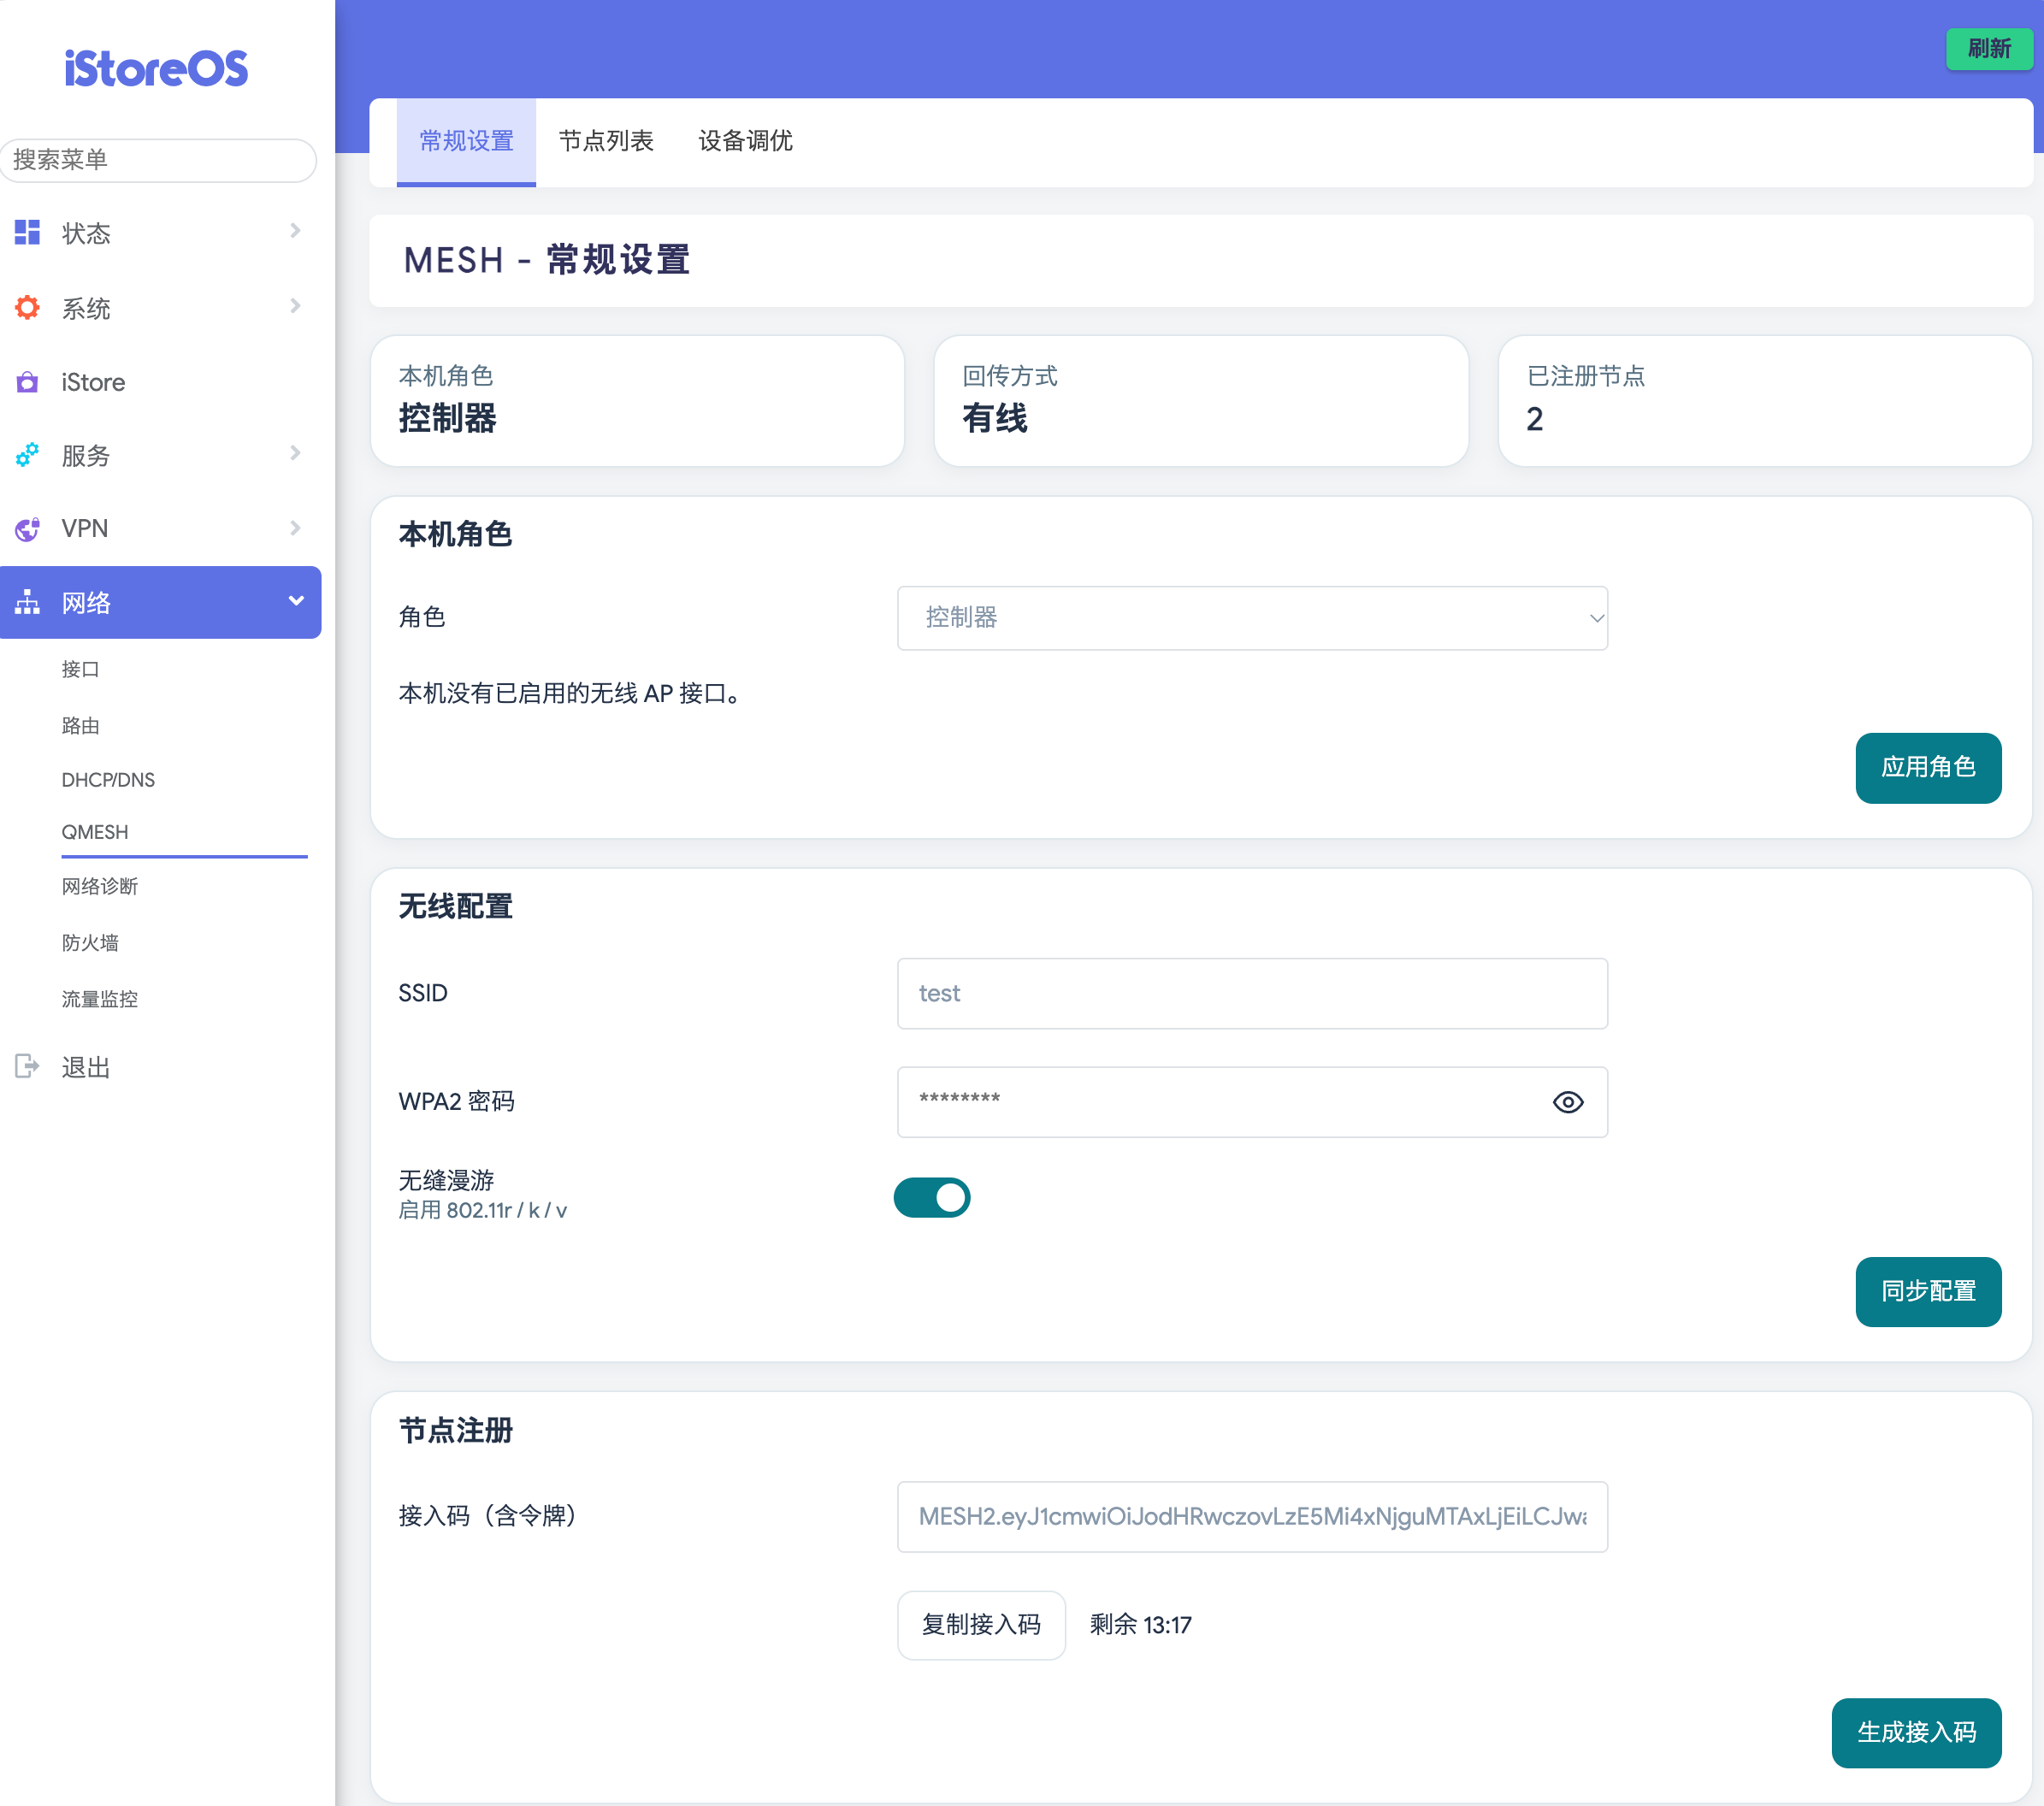 iStoreOS
搜索菜单
状态
系统
iStore
服务
VPN
网络
接口
路由
DHCP/DNS
QMESH
网络诊断
防火墙
流量监控
退出
刷新
常规设置 节点列表 设备调优
MESH - 常规设置
本机角色
控制器
回传方式
有线
已注册节点
2
本机角色
角色 控制器
本机没有已启用的无线 AP 接口。
应用角色
无线配置
SSID test
WPA2 密码 ********
无缝漫游
启用 802.11r / k / v
同步配置
节点注册
接入码（含令牌） MESH2.eyJ1cmwiOiJodHRwczovLzE5Mi4xNjguMTAxLjEiLCJwa
复制接入码 剩余 13:17
生成接入码